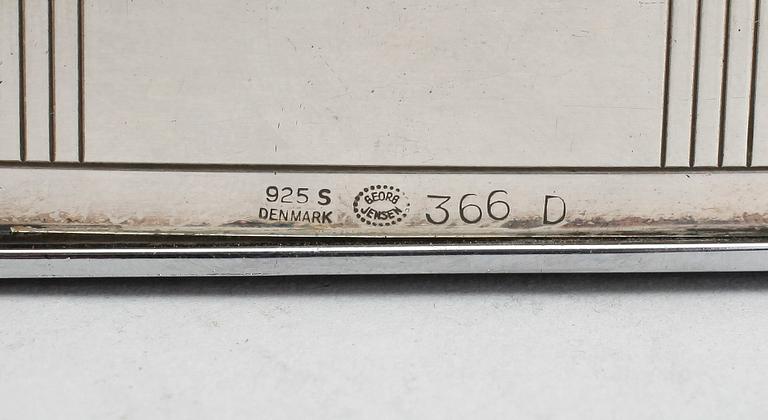 925 S
DENMARK
GEORG
JENSEN
366 D